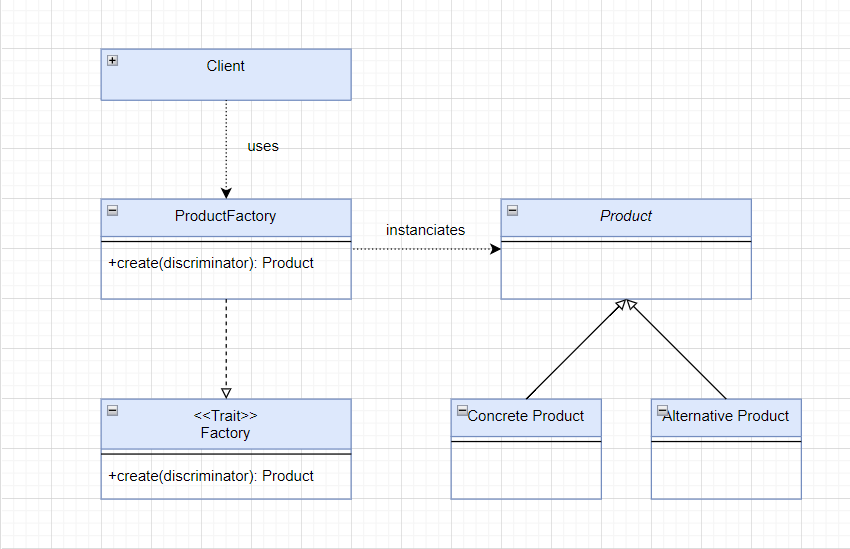 Client
uses
ProductFactory
+create(discriminator): Product
instanciates
Product
<<Trait>>
Factory
+create(discriminator): Product
Concrete Product
Alternative Product